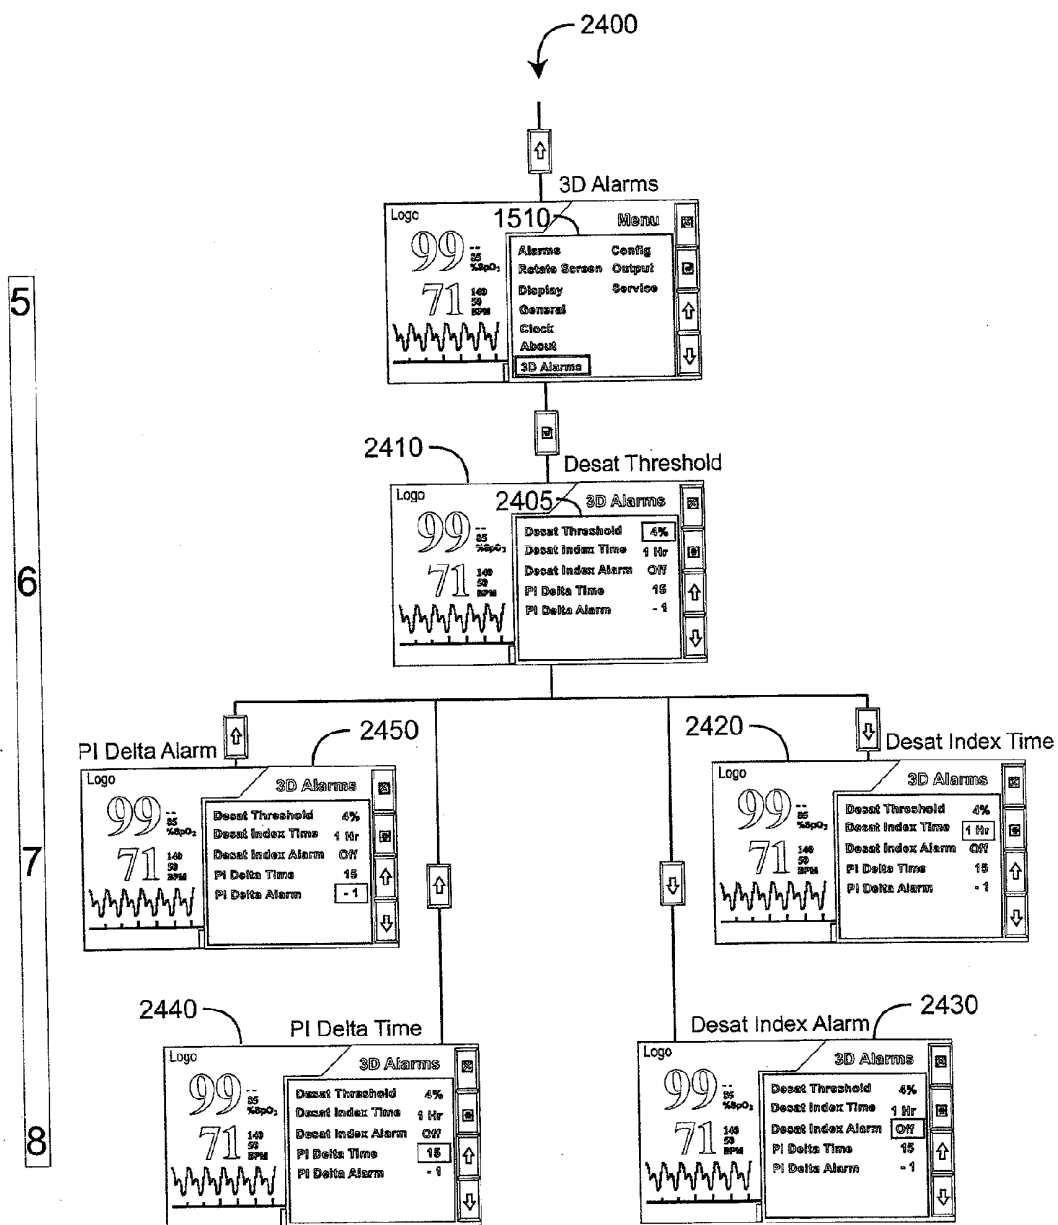 2400
3D Alarms
Logo
1510
Menu
99
--
85
%SpO₂
71
140
50
BPM
Alarms Config
Rotate Screen Output
Display Service
General
Clock
About
3D Alarms
5
6
7
8
2410
Desat Threshold
Logo
2405
3D Alarms
99
--
85
%SpO₂
71
140
50
BPM
Desat Threshold 4%
Desat Index Time 1 Hr
Desat Index Alarm Off
PI Delta Time 15
PI Delta Alarm - 1
PI Delta Alarm
2450
Logo
3D Alarms
99
--
85
%SpO₂
71
140
50
BPM
Desat Threshold 4%
Desat Index Time 1 Hr
Desat Index Alarm Off
PI Delta Time 15
PI Delta Alarm - 1
2420
Desat Index Time
Logo
3D Alarms
99
--
85
%SpO₂
71
140
50
BPM
Desat Threshold 4%
Desat Index Time 1 Hr
Desat Index Alarm Off
PI Delta Time 15
PI Delta Alarm - 1
2440
PI Delta Time
Logo
3D Alarms
99
--
85
%SpO₂
71
140
50
BPM
Desat Threshold 4%
Desat Index Time 1 Hr
Desat Index Alarm Off
PI Delta Time 15
PI Delta Alarm - 1
Desat Index Alarm
2430
Logo
3D Alarms
99
--
85
%SpO₂
71
140
50
BPM
Desat Threshold 4%
Desat Index Time 1 Hr
Desat Index Alarm Off
PI Delta Time 15
PI Delta Alarm - 1